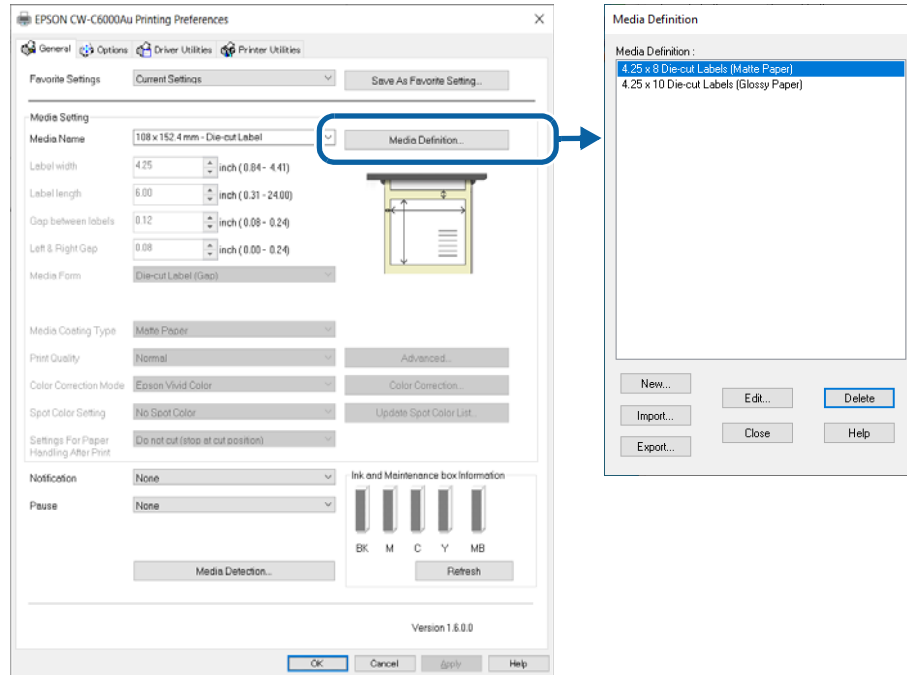 EPSON CW-C6000Au Printing Preferences
General Options Driver Utilities Printer Utilities
Favorite Settings Current Settings Save As Favorite Setting...
Media Setting
Media Name 108 x 152.4 mm - Die-cut Label Media Definition...
Label width 4.25 inch ( 0.84 - 4.41)
Label length 6.00 inch ( 0.31 - 24.00)
Gap between labels 0.12 inch ( 0.08 - 0.24)
Left & Right Gap 0.08 inch ( 0.00 - 0.24)
Media Form Die-cut Label (Gap)
Media Coating Type Matte Paper
Print Quality Normal Advanced...
Color Correction Mode Epson Vivid Color Color Correction...
Spot Color Setting No Spot Color Update Spot Color List...
Settings For Paper Handling After Print Do not cut (stop at cut position)
Notification None
Pause None
Ink and Maintenance box Information
BK M C Y MB
Media Detection... Refresh
Version 1.6.0.0
OK Cancel Apply Help
Media Definition
Media Definition :
4.25 x 8 Die-cut Labels (Matte Paper)
4.25 x 10 Die-cut Labels (Glossy Paper)
New... Edit... Delete
Import... Close Help
Export...